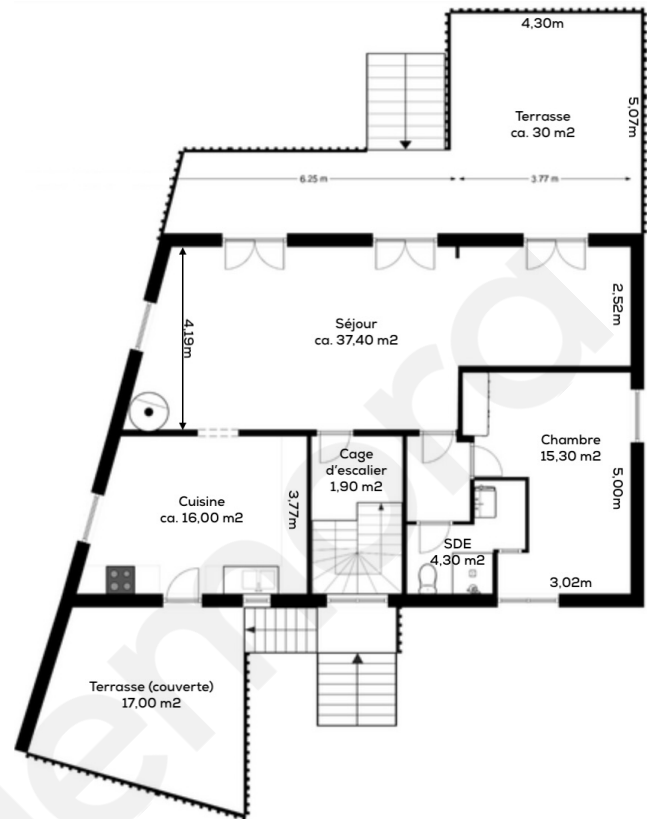 4,30m
Terrasse
ca. 30 m2
5,07m
6.25 m
3.77 m
Séjour
ca. 37,40 m2
4,19m
2,52m
Chambre
15,30 m2
Cage
d'escalier
1,90 m2
Cuisine
ca. 16,00 m2
3,77m
5,00m
SDE
4,30 m2
3,02m
Terrasse (couverte)
17,00 m2